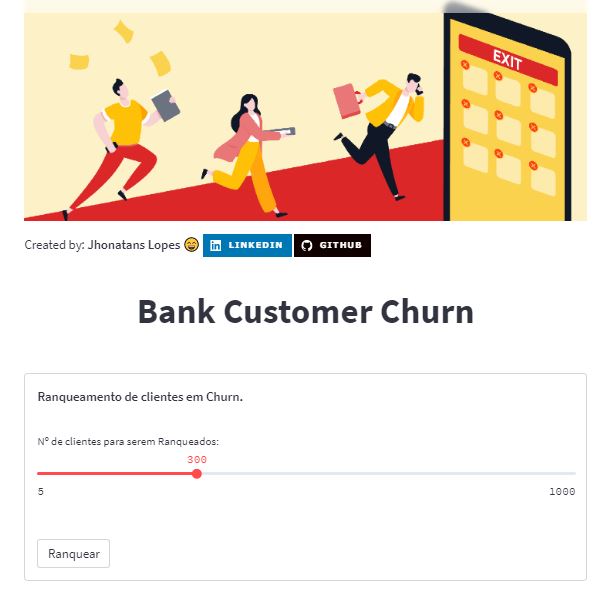 EXIT
Created by: Jhonatans Lopes 😄 LINKEDIN GITHUB
Bank Customer Churn
Ranqueamento de clientes em Churn.
Nº de clientes para serem Ranqueados:
300
5 1000
Ranquear